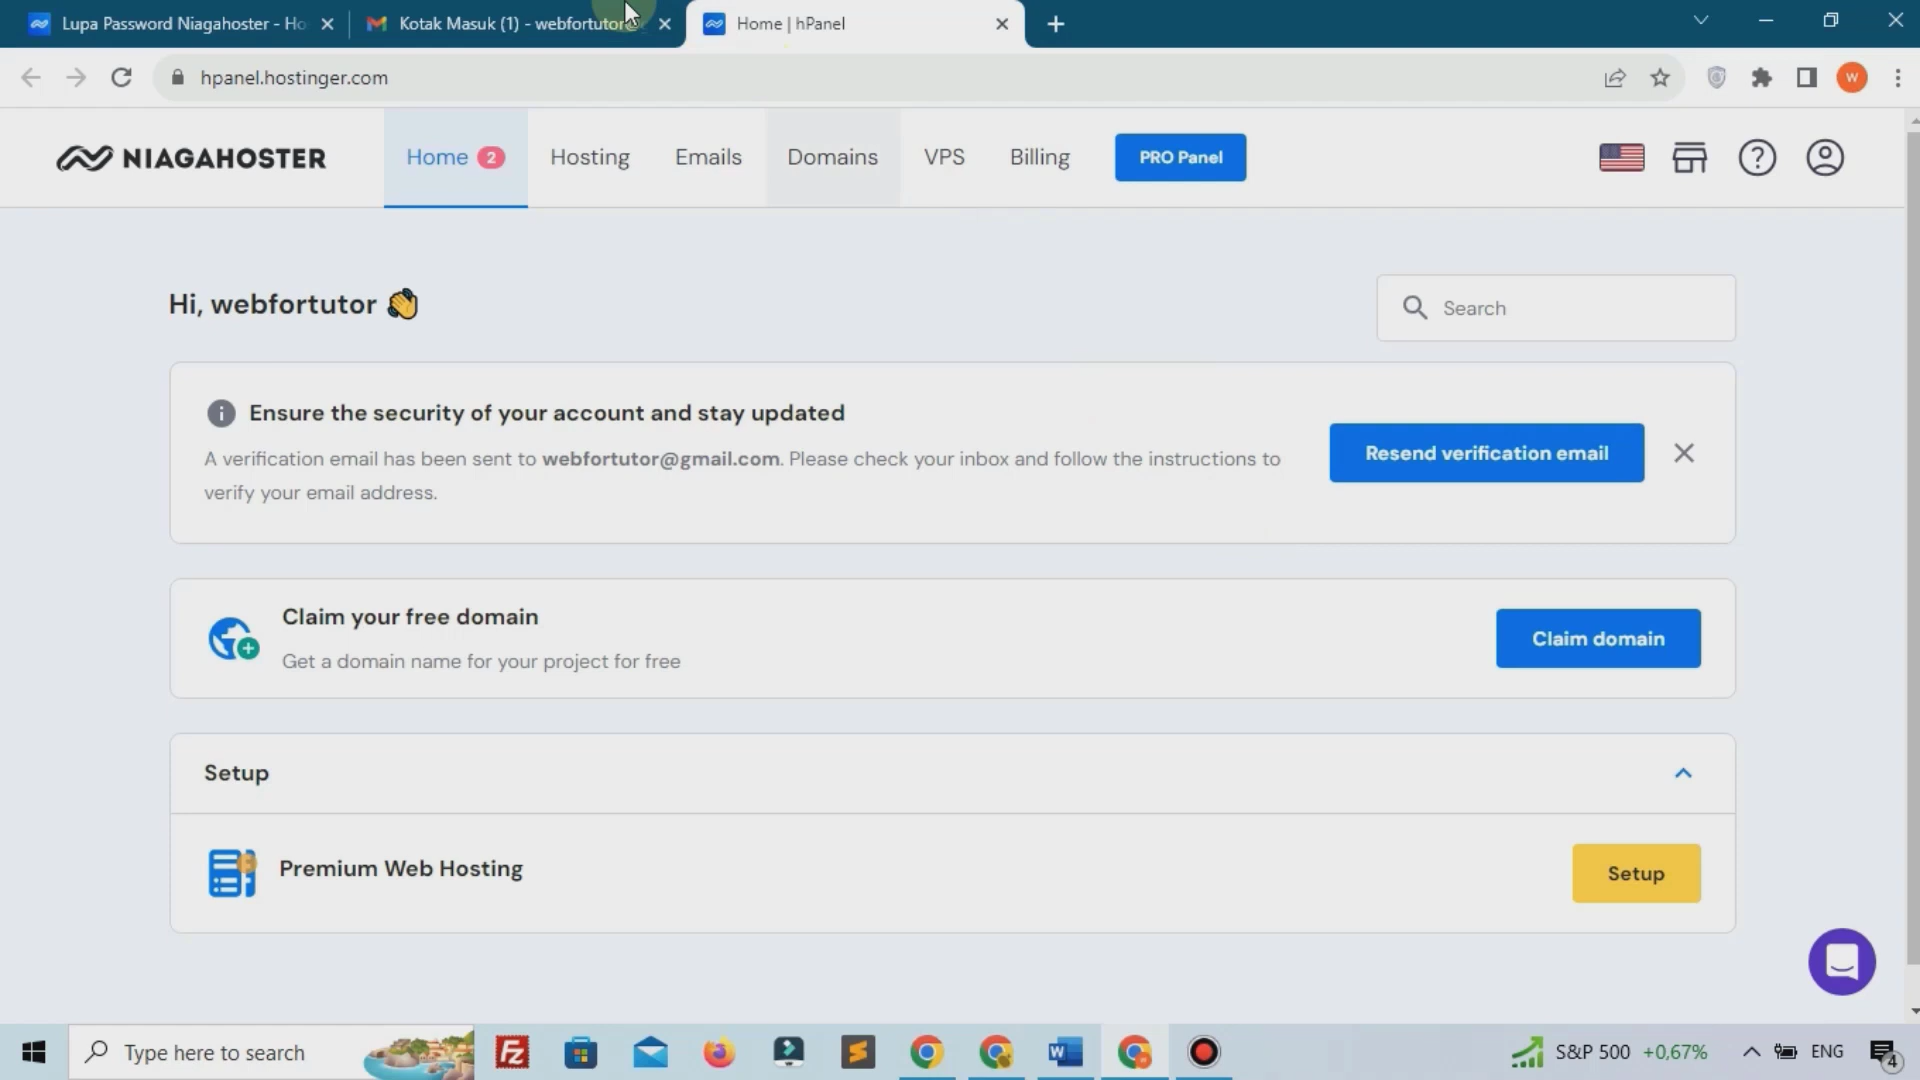 Lupa Password Niagahoster - Ho
Kotak Masuk (1) - webfortutor@
Home | hPanel
hpanel.hostinger.com
W
NIAGAHOSTER
Home 2
Hosting
Emails
Domains
VPS
Billing
PRO Panel
Hi, webfortutor 👋
Search
Ensure the security of your account and stay updated
A verification email has been sent to webfortutor@gmail.com. Please check your inbox and follow the instructions to
verify your email address.
Resend verification email
Claim your free domain
Get a domain name for your project for free
Claim domain
Setup
Premium Web Hosting
Setup
Type here to search
S&P 500 +0,67%
ENG
4